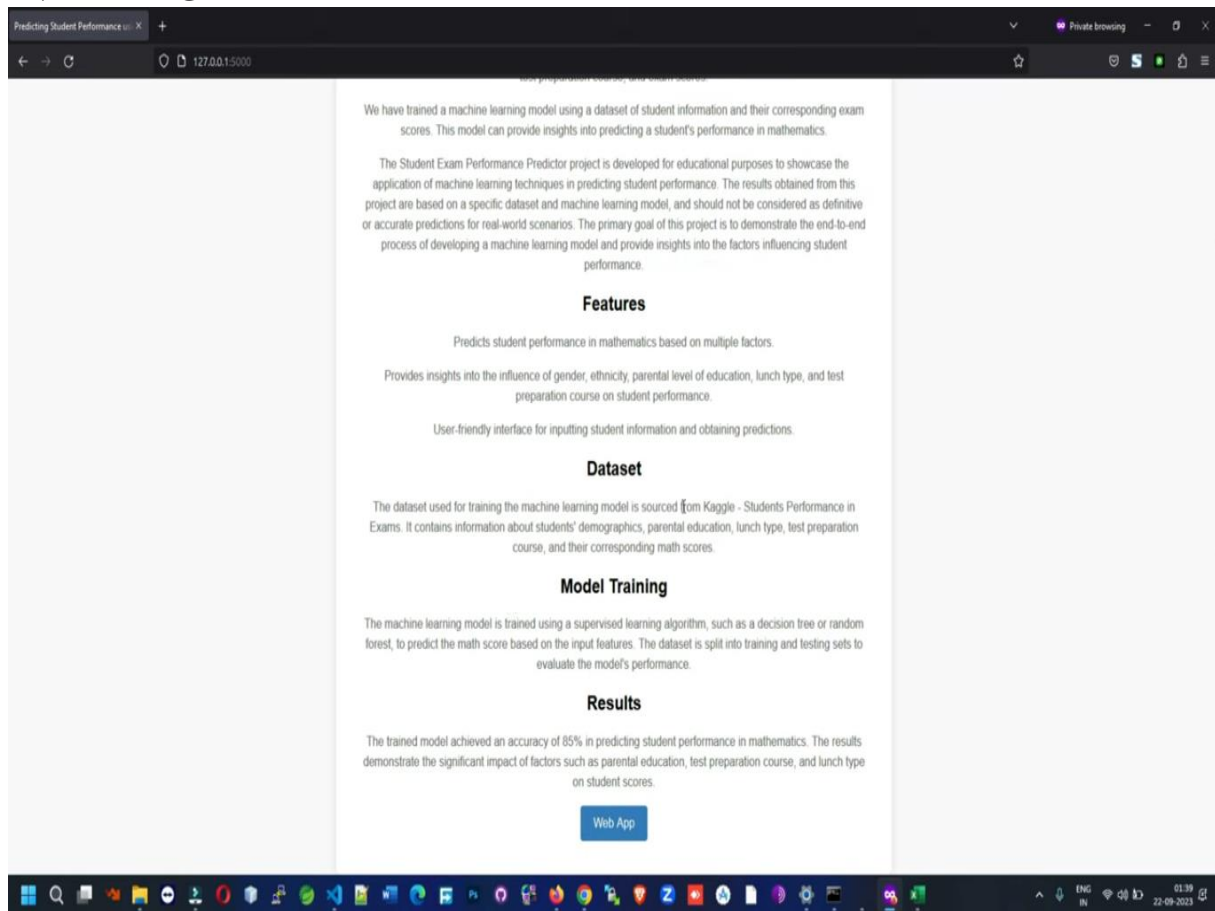 Predicting Student Performance usi
Private browsing
127.0.0.1:5000
test preparation course, and exam scores.
We have trained a machine learning model using a dataset of student information and their corresponding exam
scores. This model can provide insights into predicting a student's performance in mathematics.
The Student Exam Performance Predictor project is developed for educational purposes to showcase the
application of machine learning techniques in predicting student performance. The results obtained from this
project are based on a specific dataset and machine learning model, and should not be considered as definitive
or accurate predictions for real-world scenarios. The primary goal of this project is to demonstrate the end-to-end
process of developing a machine learning model and provide insights into the factors influencing student
performance.
Features
Predicts student performance in mathematics based on multiple factors.
Provides insights into the influence of gender, ethnicity, parental level of education, lunch type, and test
preparation course on student performance.
User-friendly interface for inputting student information and obtaining predictions.
Dataset
The dataset used for training the machine learning model is sourced from Kaggle - Students Performance in
Exams. It contains information about students' demographics, parental education, lunch type, test preparation
course, and their corresponding math scores.
Model Training
The machine learning model is trained using a supervised learning algorithm, such as a decision tree or random
forest, to predict the math score based on the input features. The dataset is split into training and testing sets to
evaluate the model's performance.
Results
The trained model achieved an accuracy of 85% in predicting student performance in mathematics. The results
demonstrate the significant impact of factors such as parental education, test preparation course, and lunch type
on student scores.
Web App
ENG
IN
01:39
22-09-2023